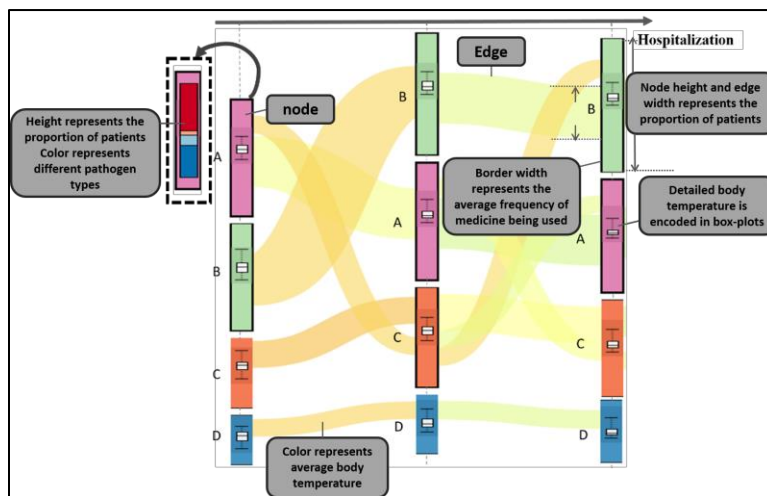 Hospitalization
Edge
node
B
B
Node height and edge
width represents the
proportion of patients
Height represents the
proportion of patients
Color represents
different pathogen
types
A
Border width
represents the
average frequency of
medicine being used
Detailed body
temperature is
encoded in box-plots
A
A
B
C
C
C
D
D
D
Color represents
average body
temperature